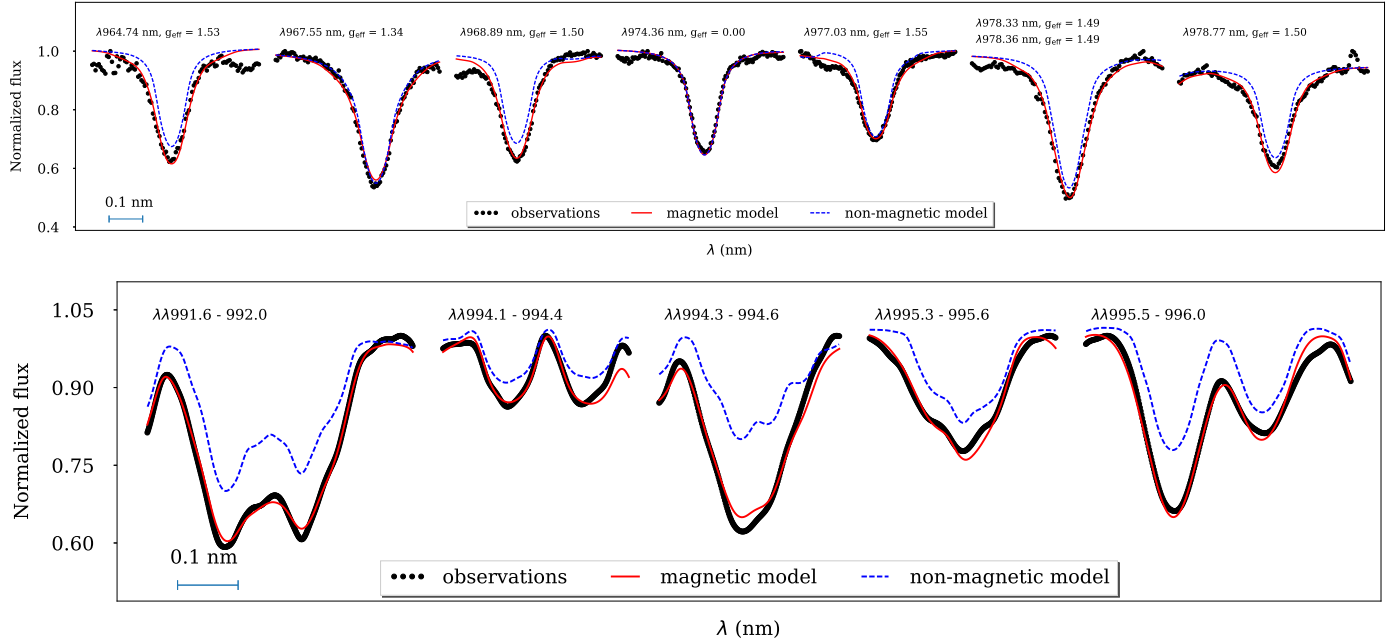 λ978.33 nm, g_eff = 1.49
λ964.74 nm, g_eff = 1.53 λ967.55 nm, g_eff = 1.34 λ968.89 nm, g_eff = 1.50 λ974.36 nm, g_eff = 0.00 λ977.03 nm, g_eff = 1.55 λ978.36 nm, g_eff = 1.49 λ978.77 nm, g_eff = 1.50
1.0
0.8
0.6
0.4
Normalized flux
0.1 nm
observations magnetic model non-magnetic model
λ (nm)
λλ991.6 - 992.0 λλ994.1 - 994.4 λλ994.3 - 994.6 λλ995.3 - 995.6 λλ995.5 - 996.0
1.05
0.90
0.75
0.60
Normalized flux
0.1 nm
observations magnetic model non-magnetic model
λ (nm)